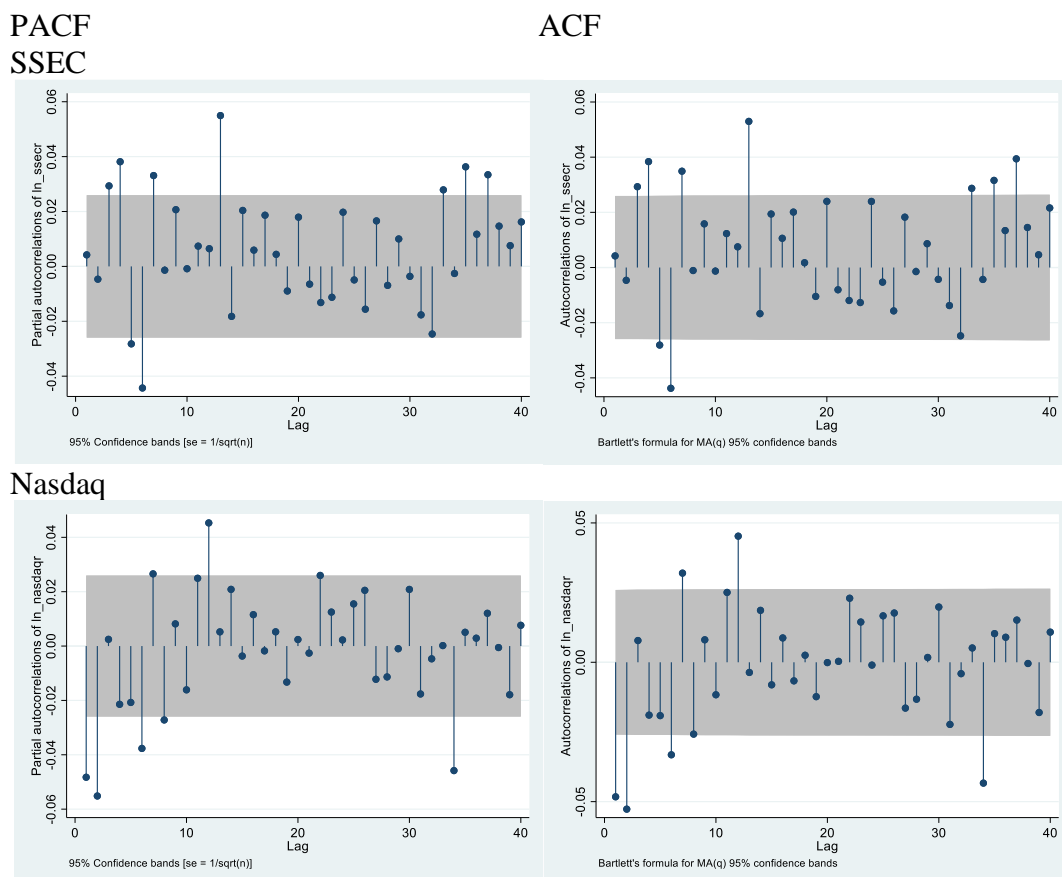 PACF ACF
SSEC
Partial autocorrelations of ln_ssecr
0.06
0.04
0.02
0.00
-0.02
-0.04
0 10 20 30 40
Lag
95% Confidence bands [se = 1/sqrt(n)]
Autocorrelations of ln_ssecr
0.06
0.04
0.02
0.00
-0.02
-0.04
0 10 20 30 40
Lag
Bartlett's formula for MA(q) 95% confidence bands
Nasdaq
Partial autocorrelations of ln_nasdaqr
0.04
0.02
0.00
-0.02
-0.04
-0.06
0 10 20 30 40
Lag
95% Confidence bands [se = 1/sqrt(n)]
Autocorrelations of ln_nasdaqr
0.05
0.00
-0.05
0 10 20 30 40
Lag
Bartlett's formula for MA(q) 95% confidence bands